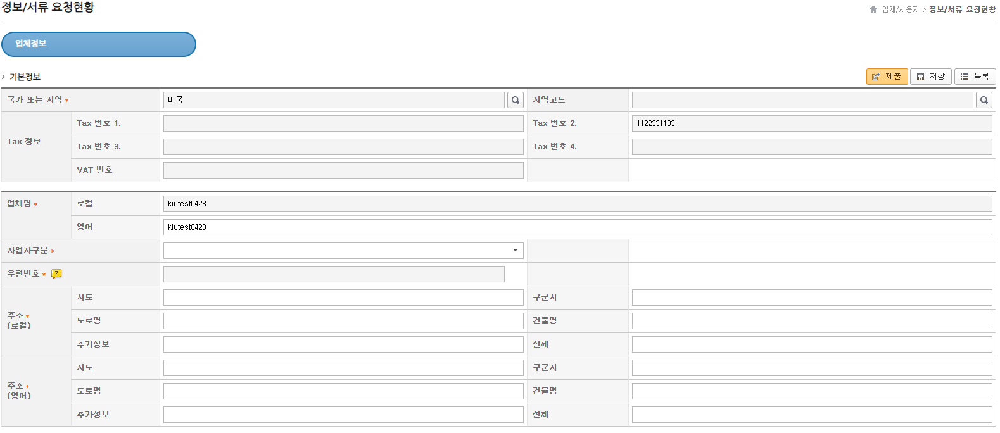 정보/서류 요청현황
업체/사용자 > 정보/서류 요청현황
업체정보
> 기본정보
제출 저장 목록
국가 또는 지역 * 미국 지역코드
Tax 정보 Tax 번호 1. Tax 번호 2. 1122331133
Tax 번호 3. Tax 번호 4.
VAT 번호
업체명 * 로컬 kjutest0428
영어 kjutest0428
사업자구분 *
우편번호 * ?
주소 *
(로컬)
시도 구군시
도로명 건물명
추가정보 전체
주소 *
(영어)
시도 구군시
도로명 건물명
추가정보 전체